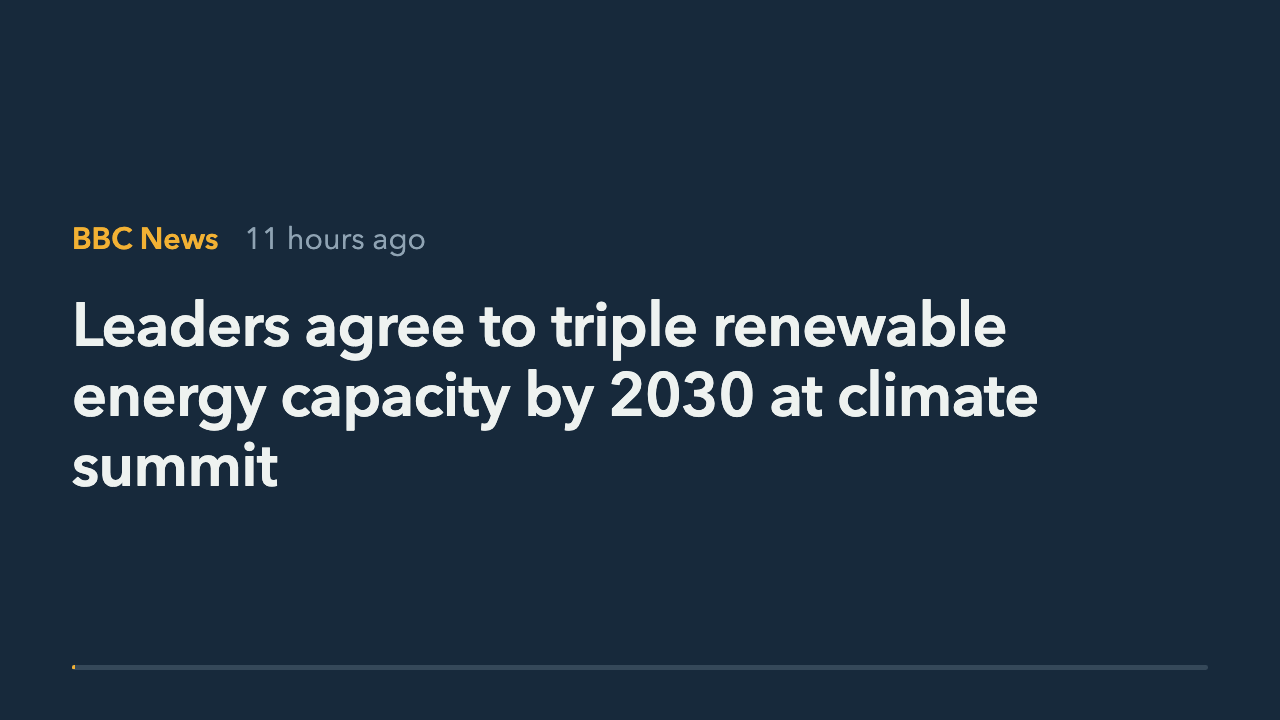 BBC News 11 hours ago
Leaders agree to triple renewable
energy capacity by 2030 at climate
summit